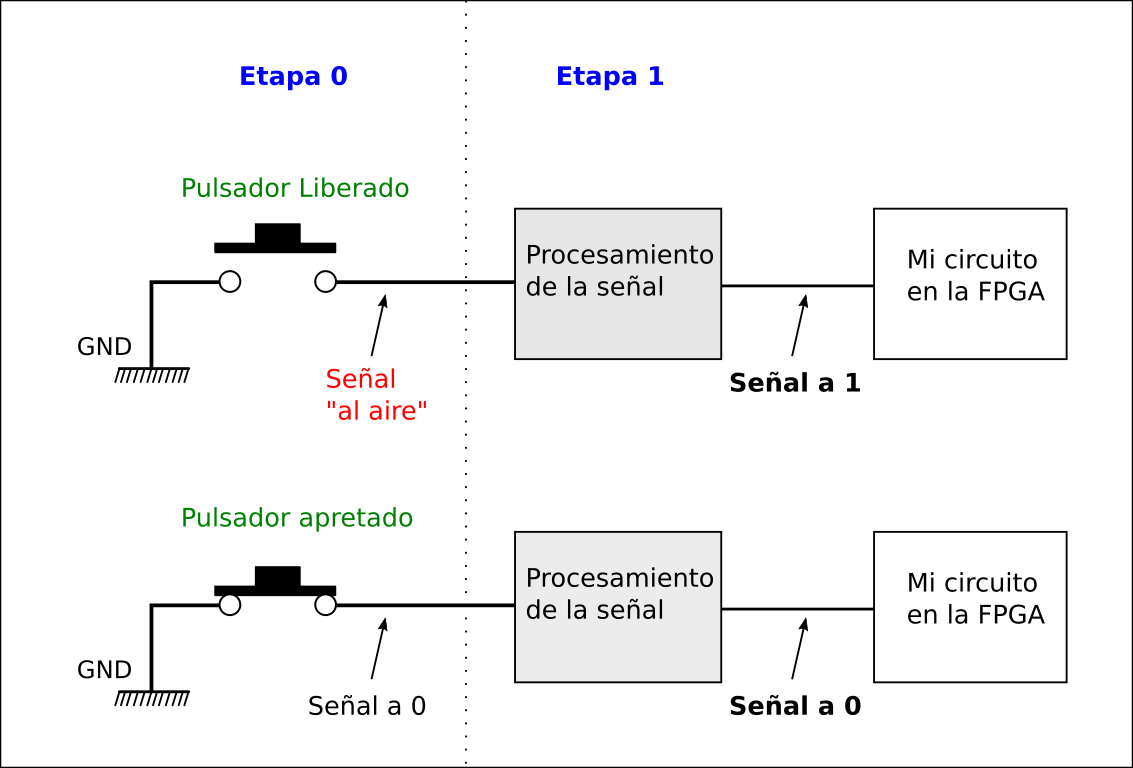 Etapa 0
Etapa 1
Pulsador Liberado
Procesamiento
de la señal
Mi circuito
en la FPGA
GND
Señal
"al aire"
Señal a 1
Pulsador apretado
Procesamiento
de la señal
Mi circuito
en la FPGA
GND
Señal a 0
Señal a 0